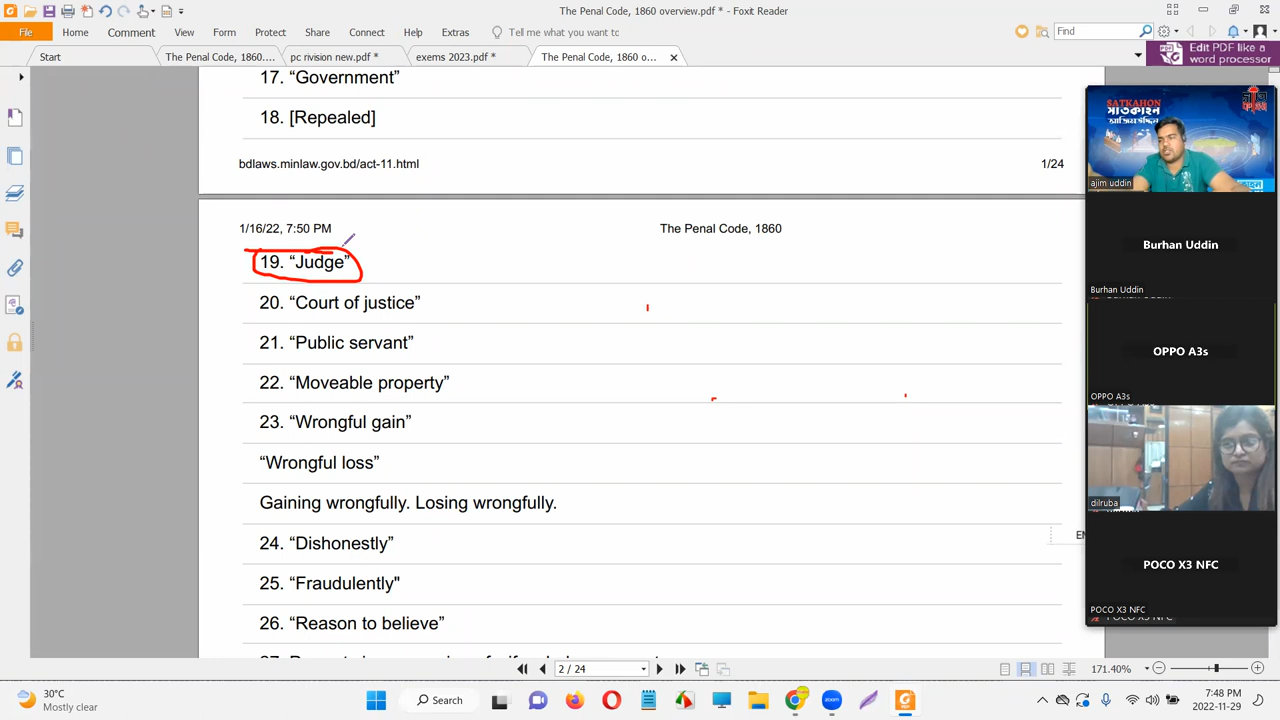 The Penal Code, 1860 overview.pdf * - Foxit Reader
File
Home
Comment
View
Form
Protect
Share
Connect
Help
Extras
Tell me what you want to
Find
Start
The Penal Code, 1860....
pc rivision new.pdf *
exems 2023.pdf *
The Penal Code, 1860 o...
Edit PDF like a
word processor
17. “Government”
18. [Repealed]
bdlaws.minlaw.gov.bd/act-11.html
1/24
1/16/22, 7:50 PM
The Penal Code, 1860
19. “Judge”
20. “Court of justice”
21. “Public servant”
22. “Moveable property”
23. “Wrongful gain”
“Wrongful loss”
Gaining wrongfully. Losing wrongfully.
24. “Dishonestly”
25. “Fraudulently"
26. “Reason to believe”
SATKAHON
সাতকাহন
ajim uddin
Burhan Uddin
Burhan Uddin
OPPO A3s
OPPO A3s
dilruba
POCO X3 NFC
POCO X3 NFC
2 / 24
171.40%
30°C
Mostly clear
Search
7:48 PM
2022-11-29